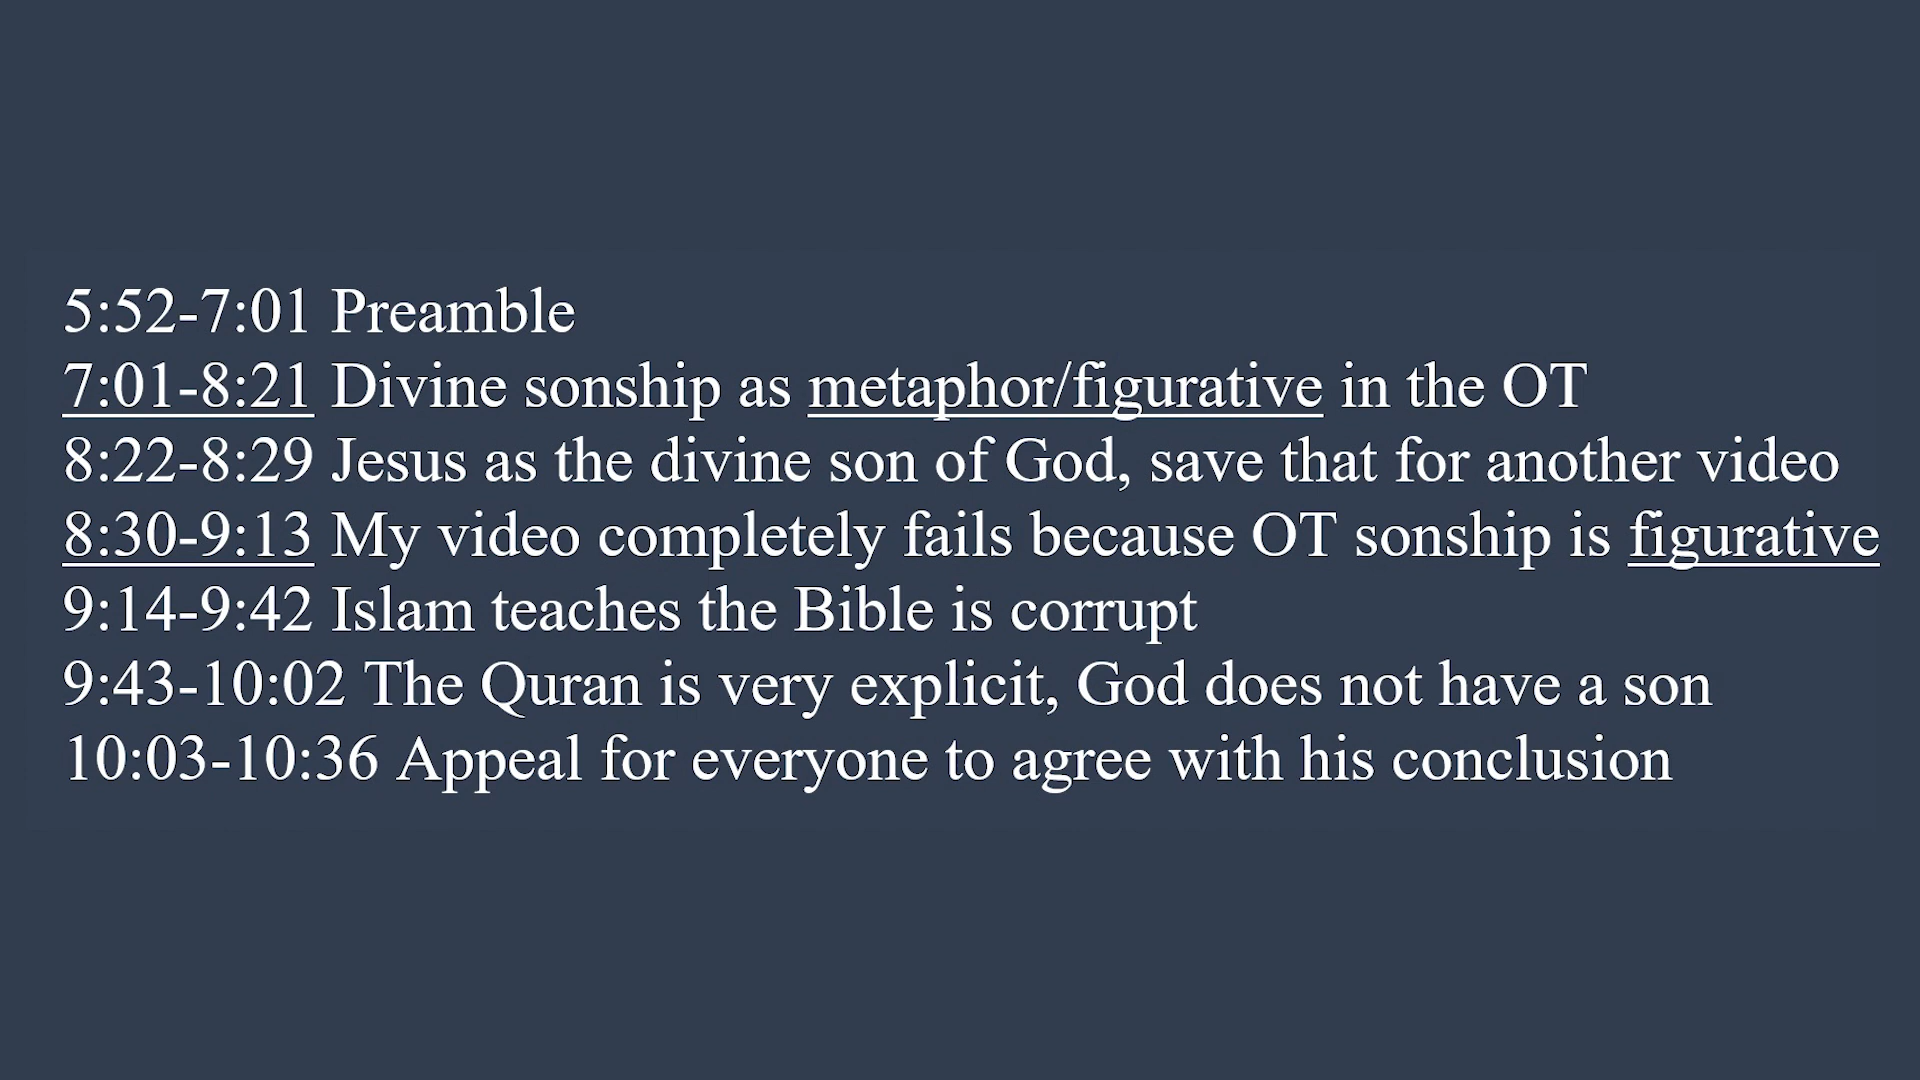 5:52-7:01 Preamble
7:01-8:21 Divine sonship as metaphor/figurative in the OT
8:22-8:29 Jesus as the divine son of God, save that for another video
8:30-9:13 My video completely fails because OT sonship is figurative
9:14-9:42 Islam teaches the Bible is corrupt
9:43-10:02 The Quran is very explicit, God does not have a son
10:03-10:36 Appeal for everyone to agree with his conclusion